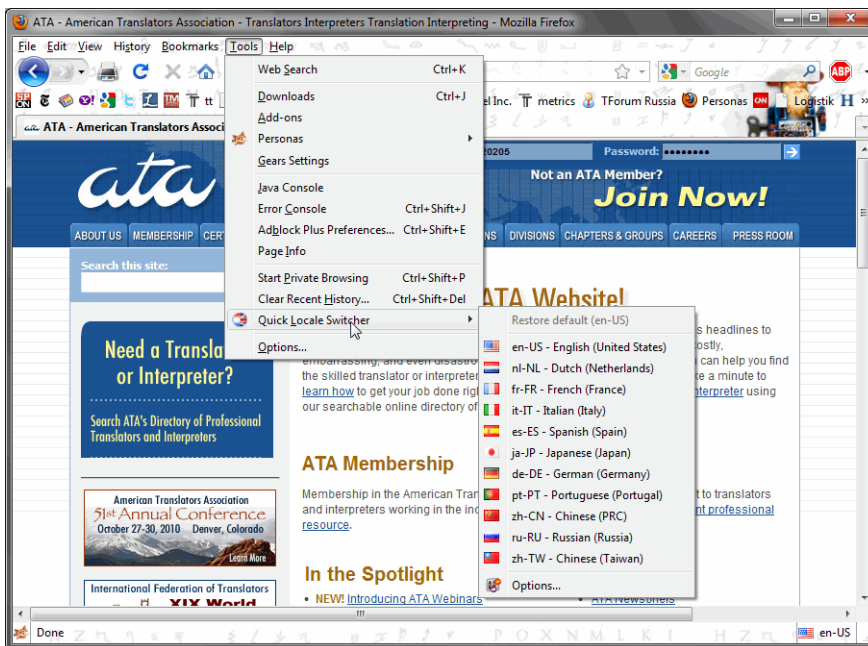 ATA - American Translators Association - Translators Interpreters Translation Interpreting - Mozilla Firefox
File Edit View History Bookmarks Tools Help
Google
ABP
tt
el Inc. metrics TForum Russia Personas Logistik H »
ata ATA - American Translators Associ
Web Search Ctrl+K
Downloads Ctrl+J
Add-ons
Personas
Gears Settings
Java Console
Error Console Ctrl+Shift+J
Adblock Plus Preferences... Ctrl+Shift+E
Page Info
Start Private Browsing Ctrl+Shift+P
Clear Recent History... Ctrl+Shift+Del
Quick Locale Switcher
Options...
ata
20205 Password:
Not an ATA Member?
Join Now!
ABOUT US MEMBERSHIP CER NS DIVISIONS CHAPTERS & GROUPS CAREERS PRESS ROOM
Search this site:
ATA Website!
Restore default (en-US)
en-US - English (United States)
nl-NL - Dutch (Netherlands)
fr-FR - French (France)
it-IT - Italian (Italy)
es-ES - Spanish (Spain)
ja-JP - Japanese (Japan)
de-DE - German (Germany)
pt-PT - Portuguese (Portugal)
zh-CN - Chinese (PRC)
ru-RU - Russian (Russia)
zh-TW - Chinese (Taiwan)
Options...
s headlines to
ostly,
embarrassing, and even disastro n can help you find
the skilled translator or interpreter ke a minute to
learn how to get your job done rig nterpreter using
our searchable online directory of
Need a Transla
or Interpreter?
Search ATA's Directory of Professional
Translators and Interpreters
ATA Membership
Membership in the American Tran t to translators
and interpreters working in the in nt professional
resource.
American Translators Association
51st Annual Conference
October 27-30, 2010 Denver, Colorado
Learn More
In the Spotlight
• NEW! Introducing ATA Webinars
• ATA Newsbriefs
International Federation of Translators
XIX World
Done
en-US